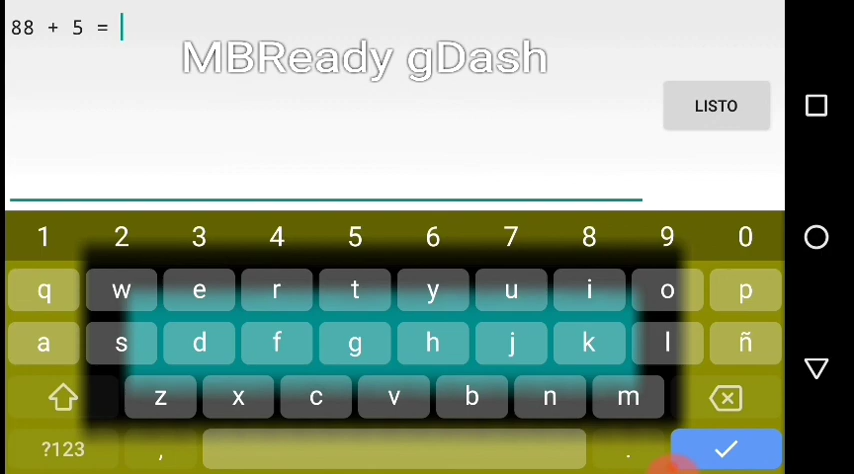 88 + 5 =
MBReady gDash
LISTO
1 2 3 4 5 6 7 8 9 0
q w e r t y u i o p
a s d f g h j k l ñ
z x c v b n m
?123 , .